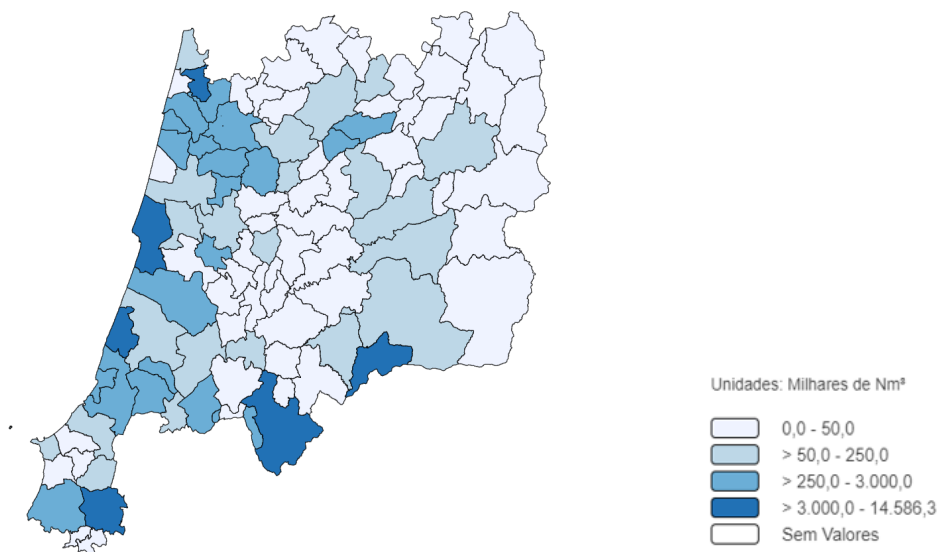 Unidades: Milhares de Nm³
0,0 - 50,0
> 50,0 - 250,0
> 250,0 - 3.000,0
> 3.000,0 - 14.586,3
Sem Valores